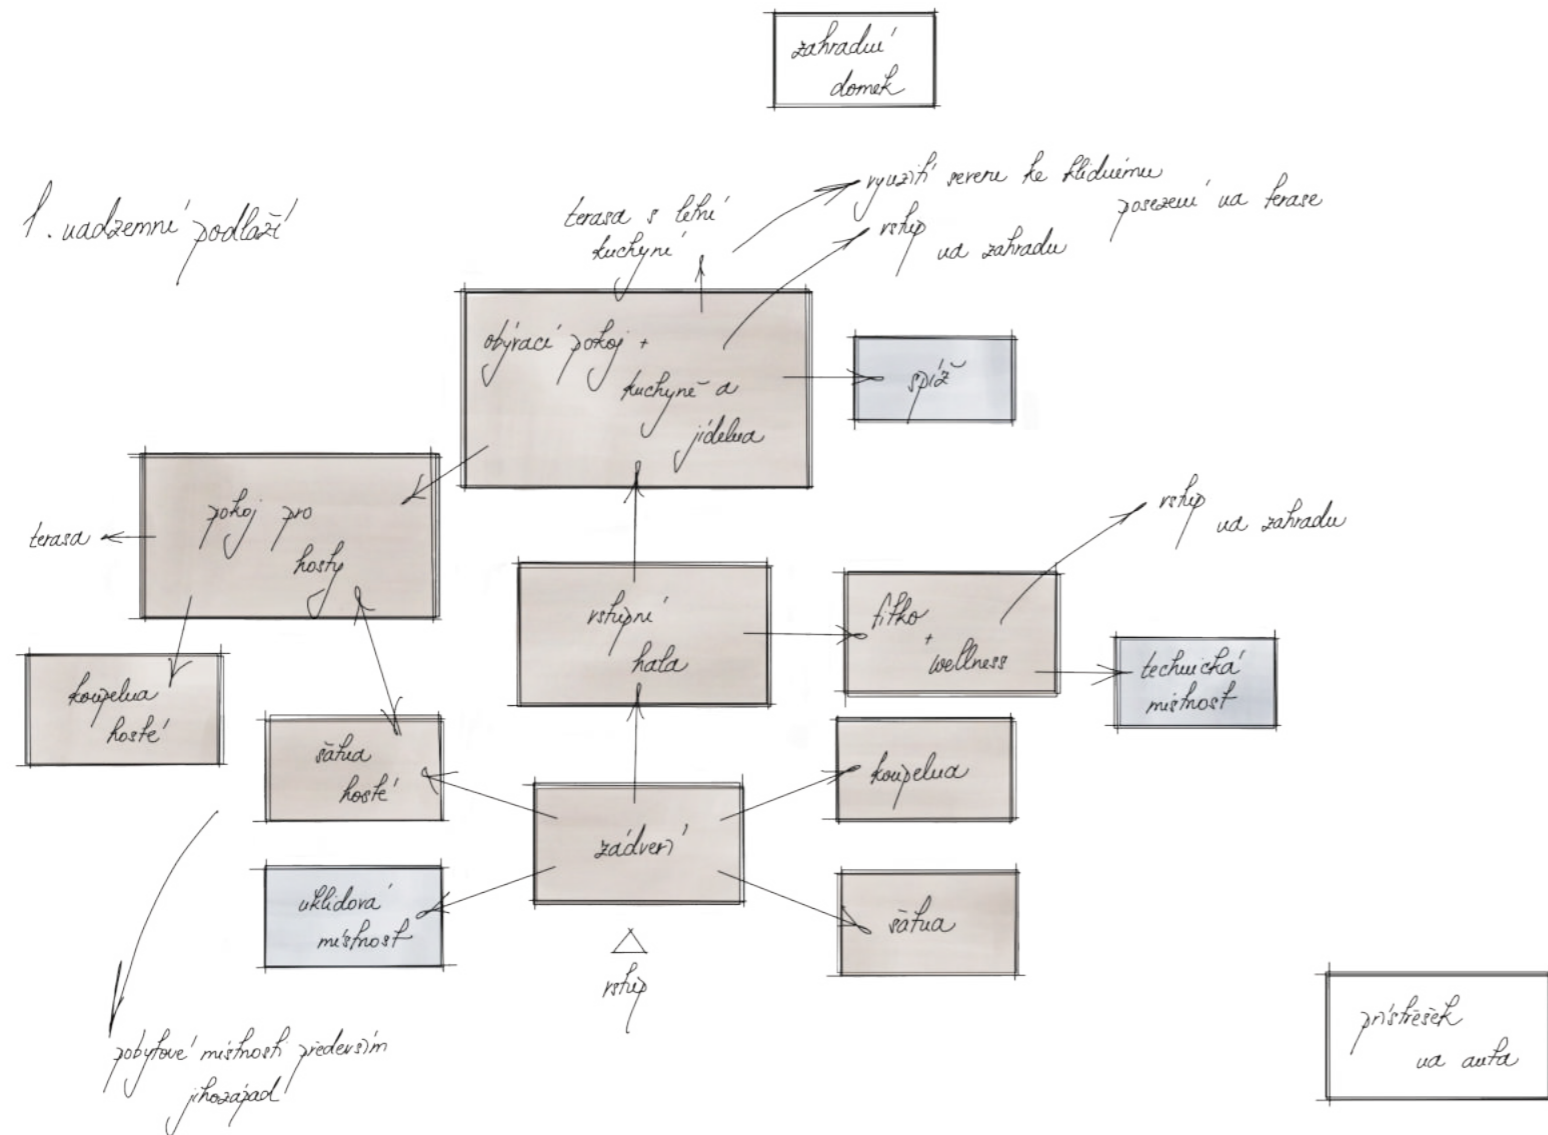 zahradní
domek
1. nadzemní podlaží
terasa s letní
kuchyní
využití severu ke klidnému
posezení na terase
vstup
na zahradu
obývací pokoj +
kuchyně a
jídelna
spíž
pokoj pro
hosty
terasa
vstupní
hala
fitko
+
wellness
vstup
na zahradu
technická
místnost
koupelna
hosté
šatna
hosté
zádveří
koupelna
úklidová
místnost
šatna
vstup
pobytové místnosti především
jihozápad
přístřešek
na auta